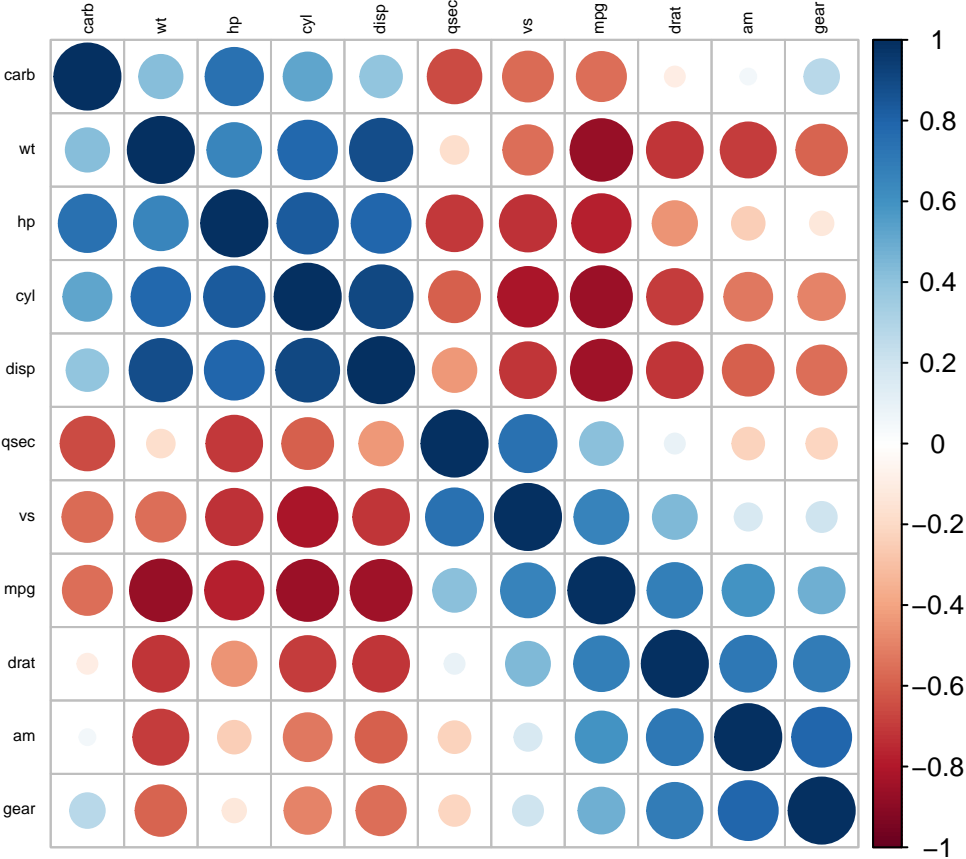 carb wt hp cyl disp qsec vs mpg drat am gear
carb
wt
hp
cyl
disp
qsec
vs
mpg
drat
am
gear
1
0.8
0.6
0.4
0.2
0
−0.2
−0.4
−0.6
−0.8
−1